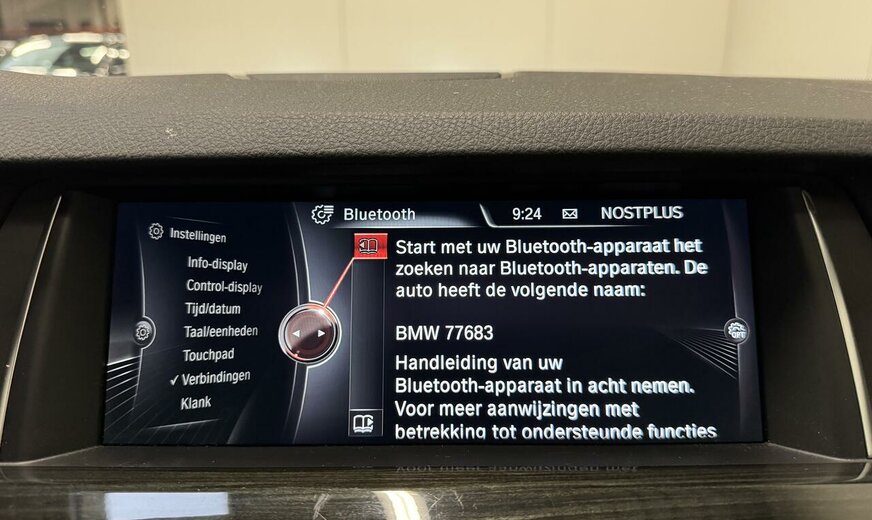 Bluetooth
9:24
NOSTPLUS
Instellingen
Info-display
Control-display
Tijd/datum
Taal/eenheden
Touchpad
✓ Verbindingen
Klank
Start met uw Bluetooth-apparaat het
zoeken naar Bluetooth-apparaten. De
auto heeft de volgende naam:
BMW 77683
Handleiding van uw
Bluetooth-apparaat in acht nemen.
Voor meer aanwijzingen met
betrekking tot ondersteunde functies
OFF